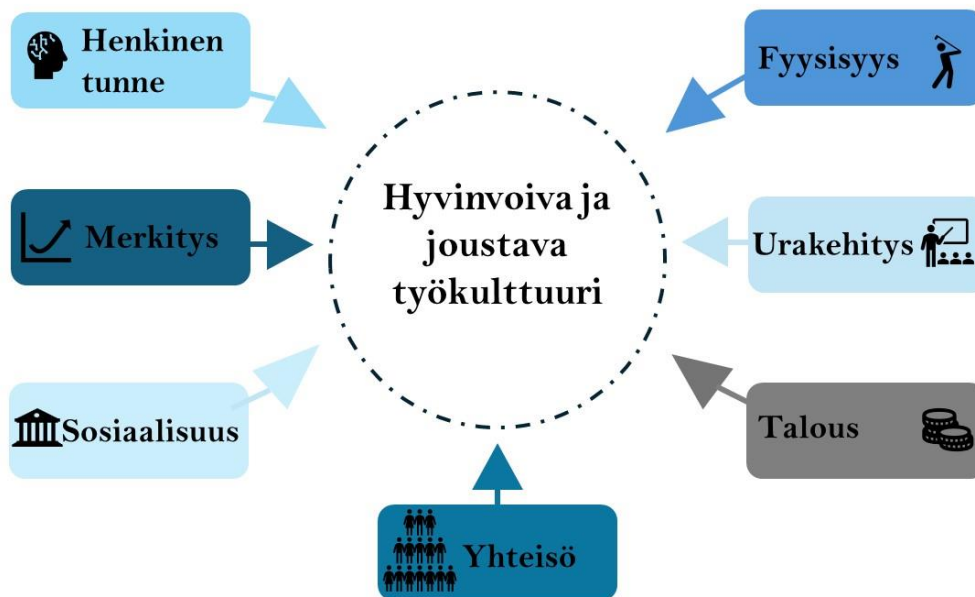 Henkinen
tunne
Fyysisyys
Hyvinvoiva ja
joustava
työkulttuuri
Merkitys
Urakehitys
Sosiaalisuus
Talous
Yhteisö